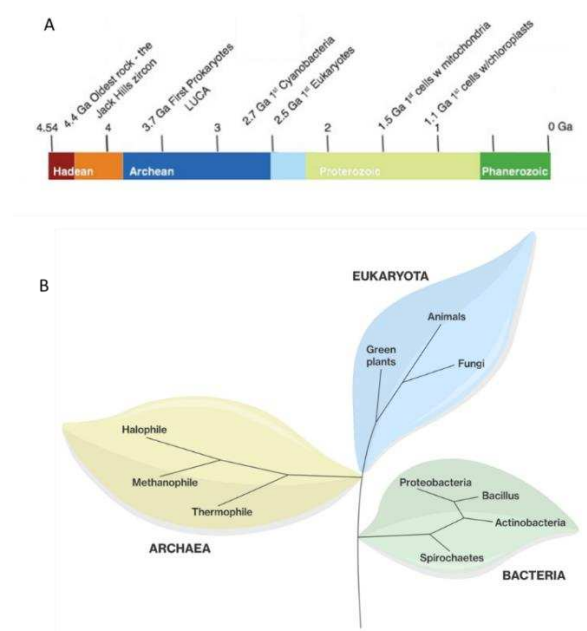 A
4.54
4.4 Ga Oldest rock - the
Jack Hills zircon
4
3.7 Ga First Prokaryotes
LUCA
3
2.7 Ga 1st Cyanobacteria
2.5 Ga 1st Eukaryotes
2
1.5 Ga 1st cells w mitochondria
1.1 Ga 1st cells w/chloroplasts
1
0 Ga
Hadean
Archean
Proterozoic
Phanerozoic
B
EUKARYOTA
Animals
Green
plants
Fungi
Halophile
Methanophile
Thermophile
ARCHAEA
Proteobacteria
Bacillus
Actinobacteria
Spirochaetes
BACTERIA